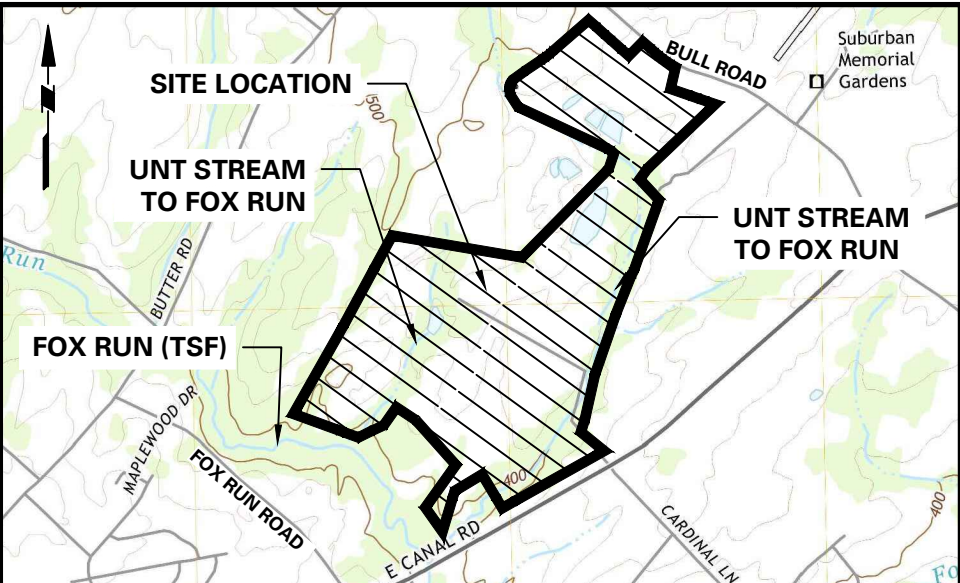 Suburban
Memorial
Gardens
BULL ROAD
SITE LOCATION
500
UNT STREAM
TO FOX RUN
UNT STREAM
TO FOX RUN
Run
BUTTER RD
FOX RUN (TSF)
MAPLEWOOD DR
FOX RUN ROAD
400
E CANAL RD
CARDINAL LN
400
Fo